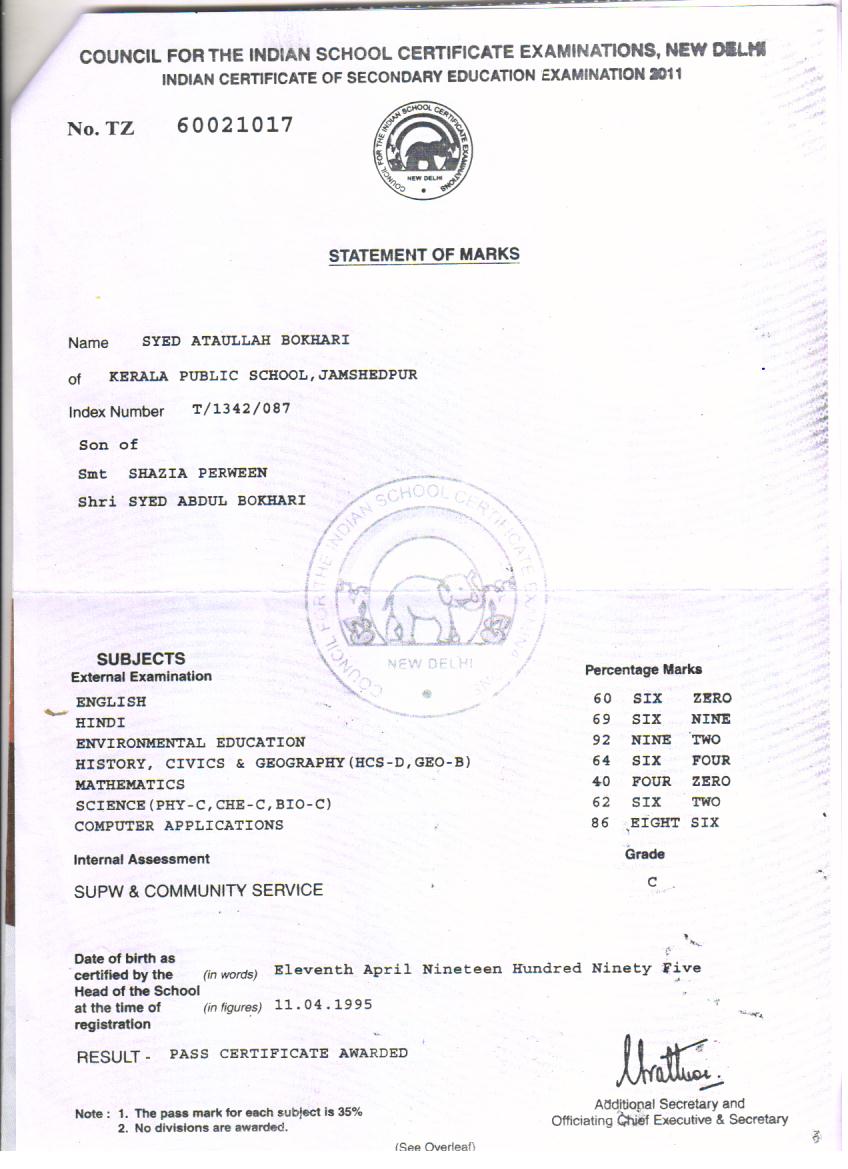 COUNCIL FOR THE INDIAN SCHOOL CERTIFICATE EXAMINATIONS, NEW DELHI
INDIAN CERTIFICATE OF SECONDARY EDUCATION EXAMINATION 2011
No. TZ 60021017
COUNCIL FOR THE INDIAN SCHOOL CERTIFICATE EXAMINATIONS
NEW DELHI
STATEMENT OF MARKS
Name SYED ATAULLAH BOKHARI
of KERALA PUBLIC SCHOOL,JAMSHEDPUR
Index Number T/1342/087
Son of
Smt SHAZIA PERWEEN
Shri SYED ABDUL BOKHARI
COUNCIL FOR THE INDIAN SCHOOL CERTIFICATE EXAMINATIONS
NEW DELHI
SUBJECTS
External Examination Percentage Marks
ENGLISH 60 SIX ZERO
HINDI 69 SIX NINE
ENVIRONMENTAL EDUCATION 92 NINE TWO
HISTORY, CIVICS & GEOGRAPHY(HCS-D,GEO-B) 64 SIX FOUR
MATHEMATICS 40 FOUR ZERO
SCIENCE(PHY-C,CHE-C,BIO-C) 62 SIX TWO
COMPUTER APPLICATIONS 86 EIGHT SIX
Internal Assessment Grade
SUPW & COMMUNITY SERVICE C
Date of birth as
certified by the (in words) Eleventh April Nineteen Hundred Ninety Five
Head of the School
at the time of (in figures) 11.04.1995
registration
RESULT - PASS CERTIFICATE AWARDED
Additional Secretary and
Officiating Chief Executive & Secretary
Note : 1. The pass mark for each subject is 35%
2. No divisions are awarded.
(See Overleaf)